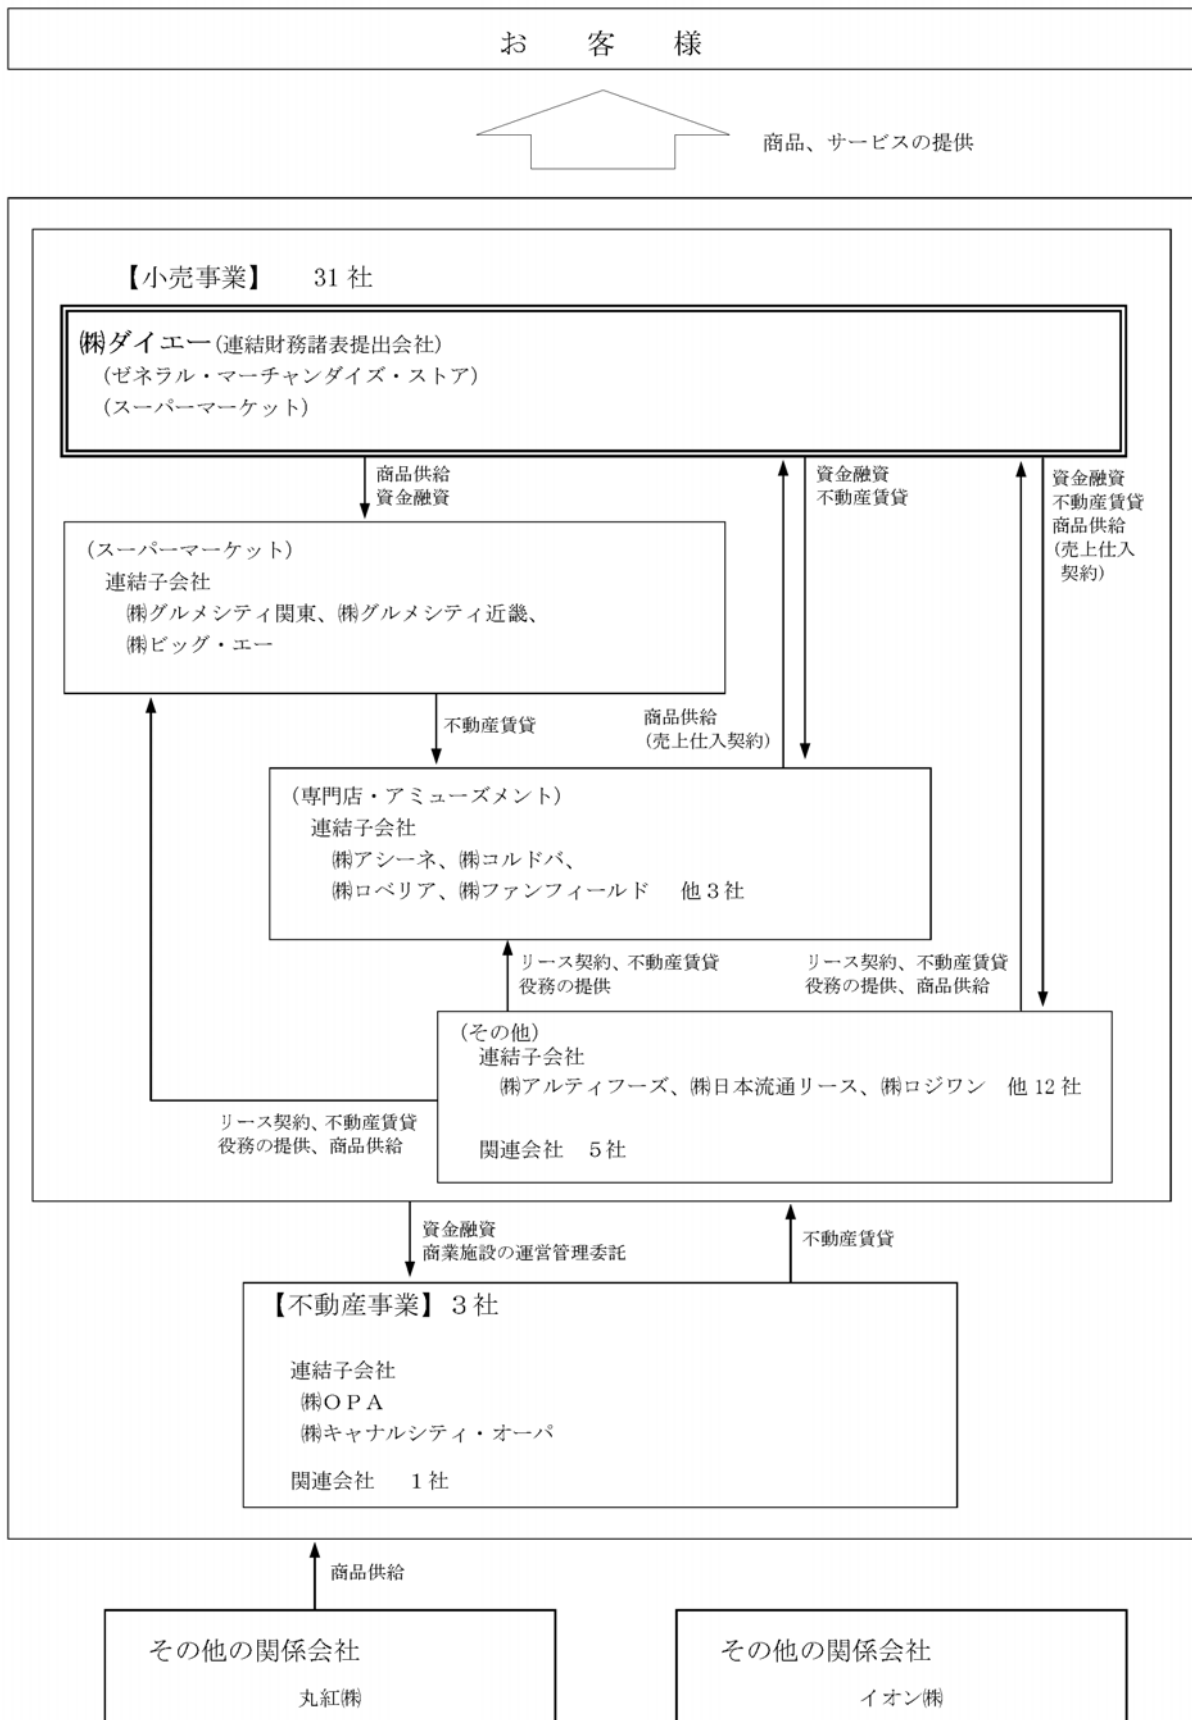 お客様
商品、サービスの提供
【小売事業】 31社
㈱ダイエー(連結財務諸表提出会社)
(ゼネラル・マーチャンダイズ・ストア)
(スーパーマーケット)
商品供給
資金融資
資金融資
不動産賃貸
資金融資
不動産賃貸
商品供給
(売上仕入
契約)
(スーパーマーケット)
連結子会社
㈱グルメシティ関東、㈱グルメシティ近畿、
㈱ビッグ・エー
不動産賃貸
商品供給
(売上仕入契約)
(専門店・アミューズメント)
連結子会社
㈱アシーネ、㈱コルドバ、
㈱ロベリア、㈱ファンフィールド 他3社
リース契約、不動産賃貸
役務の提供
リース契約、不動産賃貸
役務の提供、商品供給
(その他)
連結子会社
㈱アルティフーズ、㈱日本流通リース、㈱ロジワン 他12社
関連会社 5社
リース契約、不動産賃貸
役務の提供、商品供給
資金融資
商業施設の運営管理委託
不動産賃貸
【不動産事業】3社
連結子会社
㈱OPA
㈱キャナルシティ・オーパ
関連会社 1社
商品供給
その他の関係会社
丸紅㈱
その他の関係会社
イオン㈱